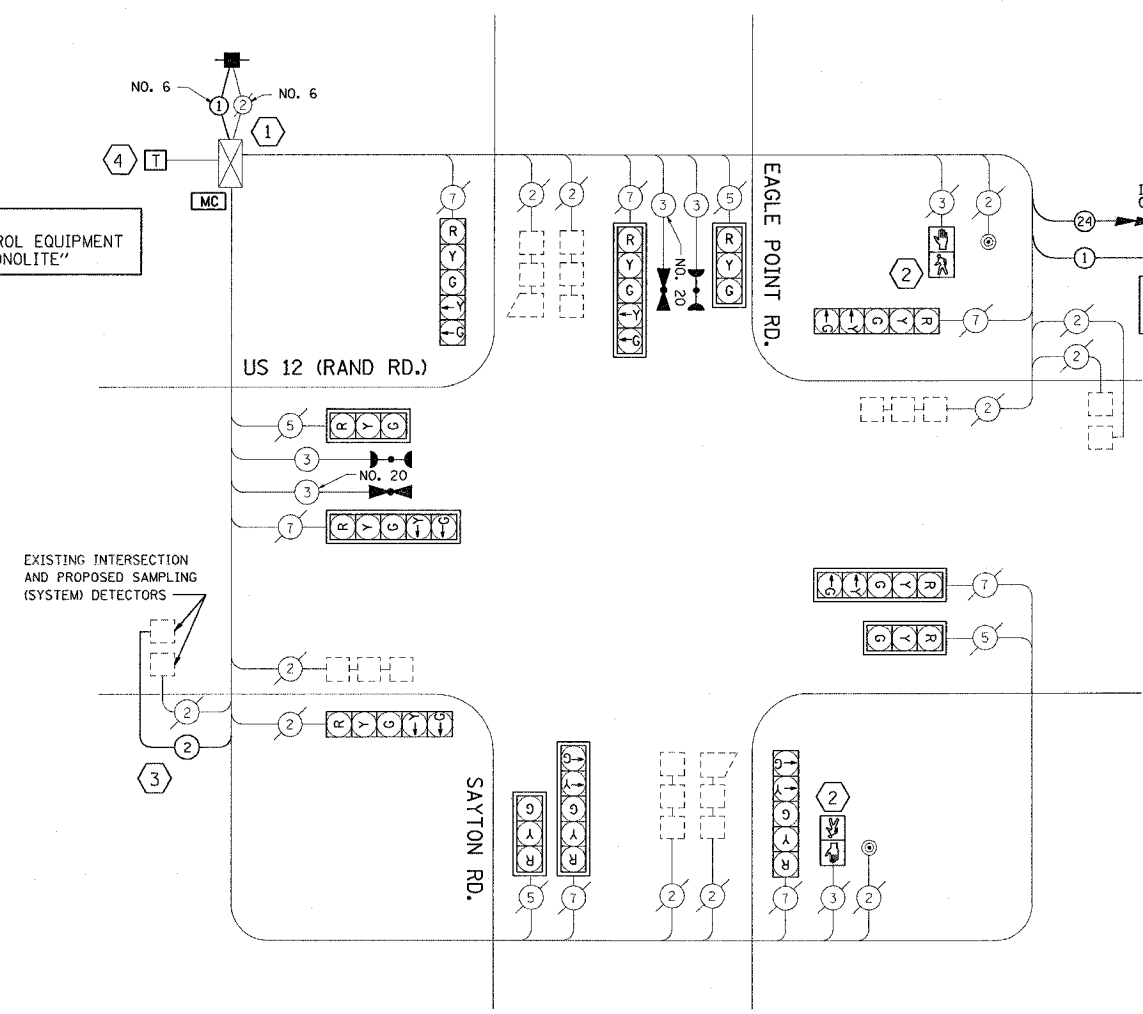 NO. 6
NO. 6
1
2
1
4
T
MC
ROL EQUIPMENT
ONOLITE"
7
R
Y
G
Y
G
2
2
7
R
Y
G
Y
G
3
3
NO. 20
5
R
Y
G
EAGLE POINT RD.
3
2
2
24
1
G Y G Y R
7
2
2
2
US 12 (RAND RD.)
5
R Y G
3
NO. 20
3
7
R Y G Y G
EXISTING INTERSECTION
AND PROPOSED SAMPLING
(SYSTEM) DETECTORS
2
2
2
3
2
R Y G Y G
G Y G Y R
7
G Y R
5
SAYTON RD.
G
Y
R
5
G
Y
G
Y
R
7
2
2
G
Y
G
Y
R
7
2
3
2